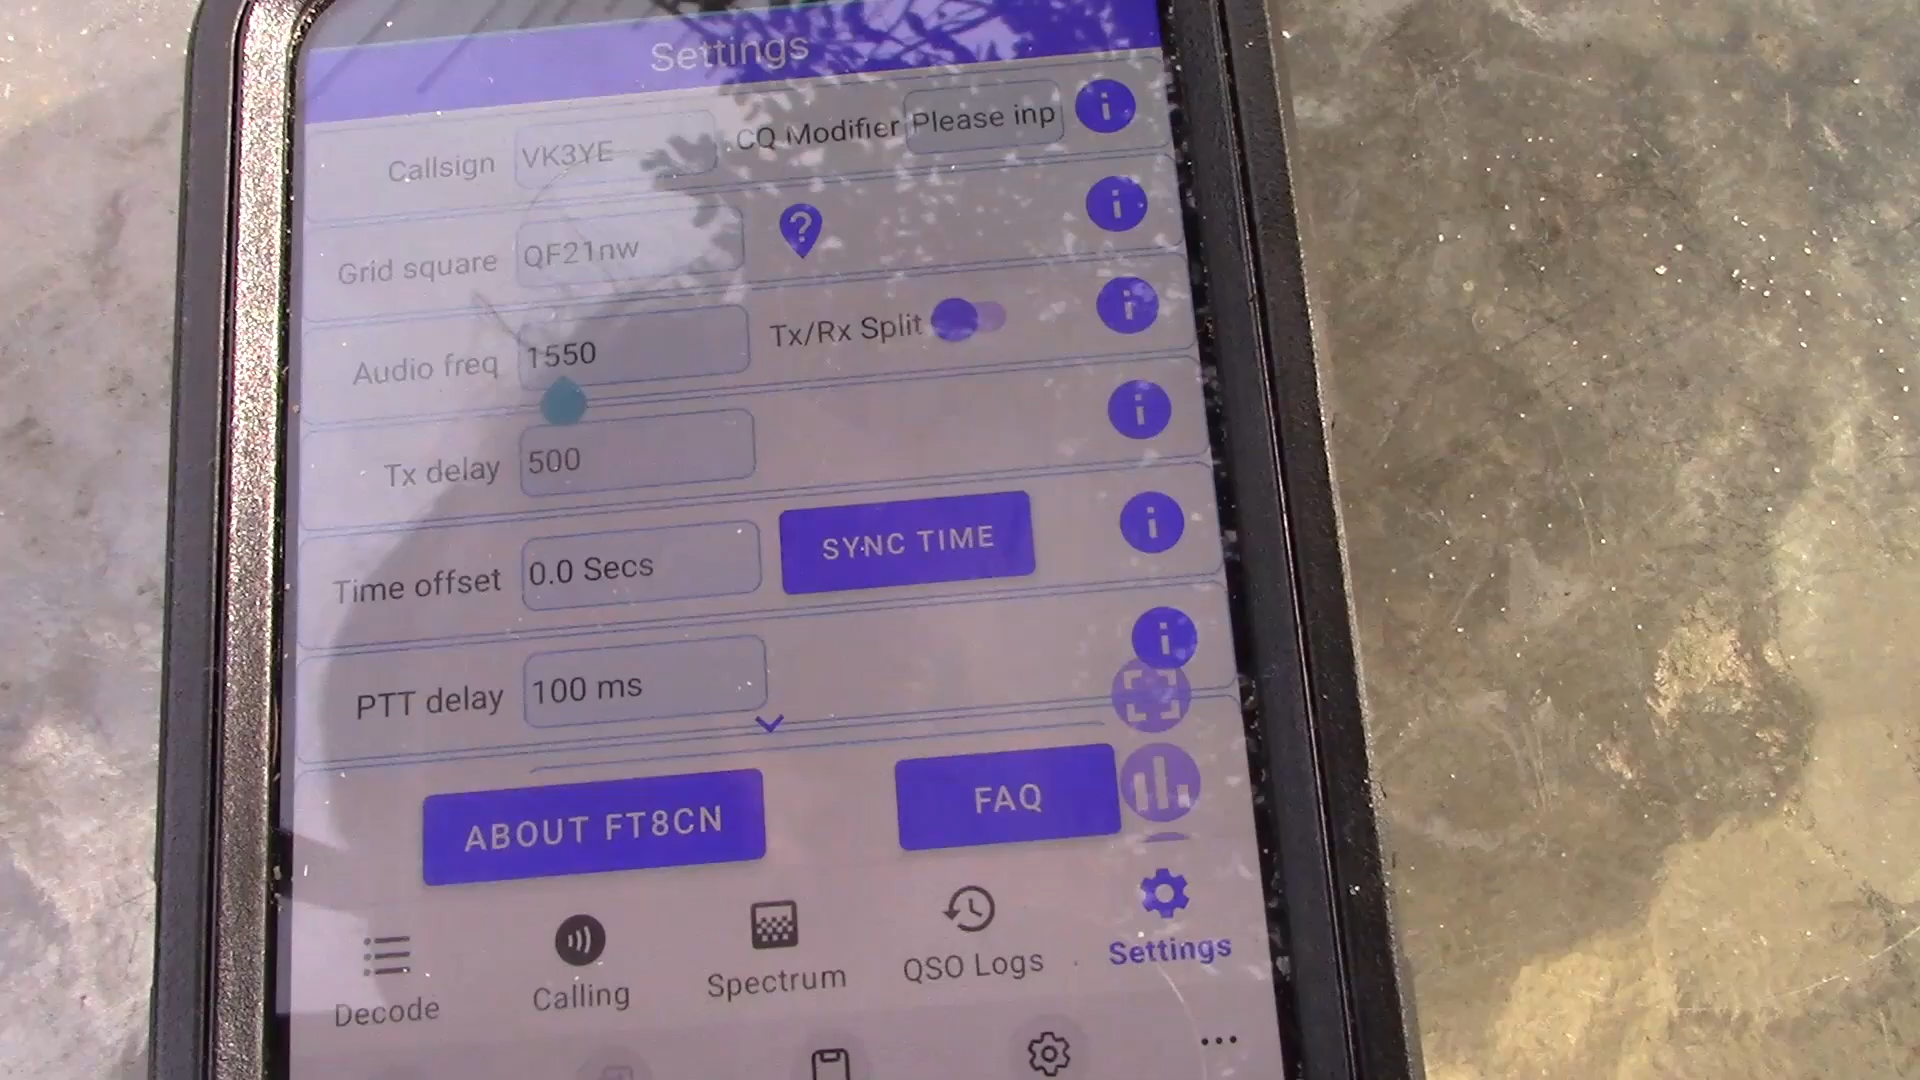 Settings
Callsign VK3YE CQ Modifier Please inp
Grid square QF21nw
Audio freq 1550 Tx/Rx Split
Tx delay 500
Time offset 0.0 Secs SYNC TIME
PTT delay 100 ms
ABOUT FT8CN FAQ
Decode Calling Spectrum QSO Logs Settings